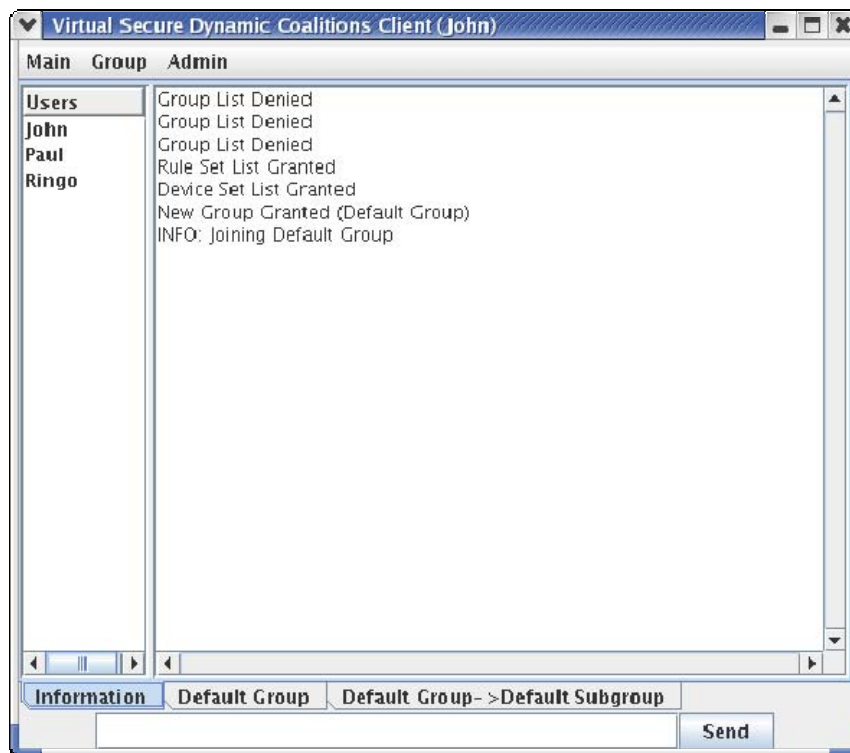 Virtual Secure Dynamic Coalitions Client (John)
Main Group Admin
Users
John
Paul
Ringo
Group List Denied
Group List Denied
Group List Denied
Rule Set List Granted
Device Set List Granted
New Group Granted (Default Group)
INFO: Joining Default Group
Information Default Group Default Group->Default Subgroup
Send